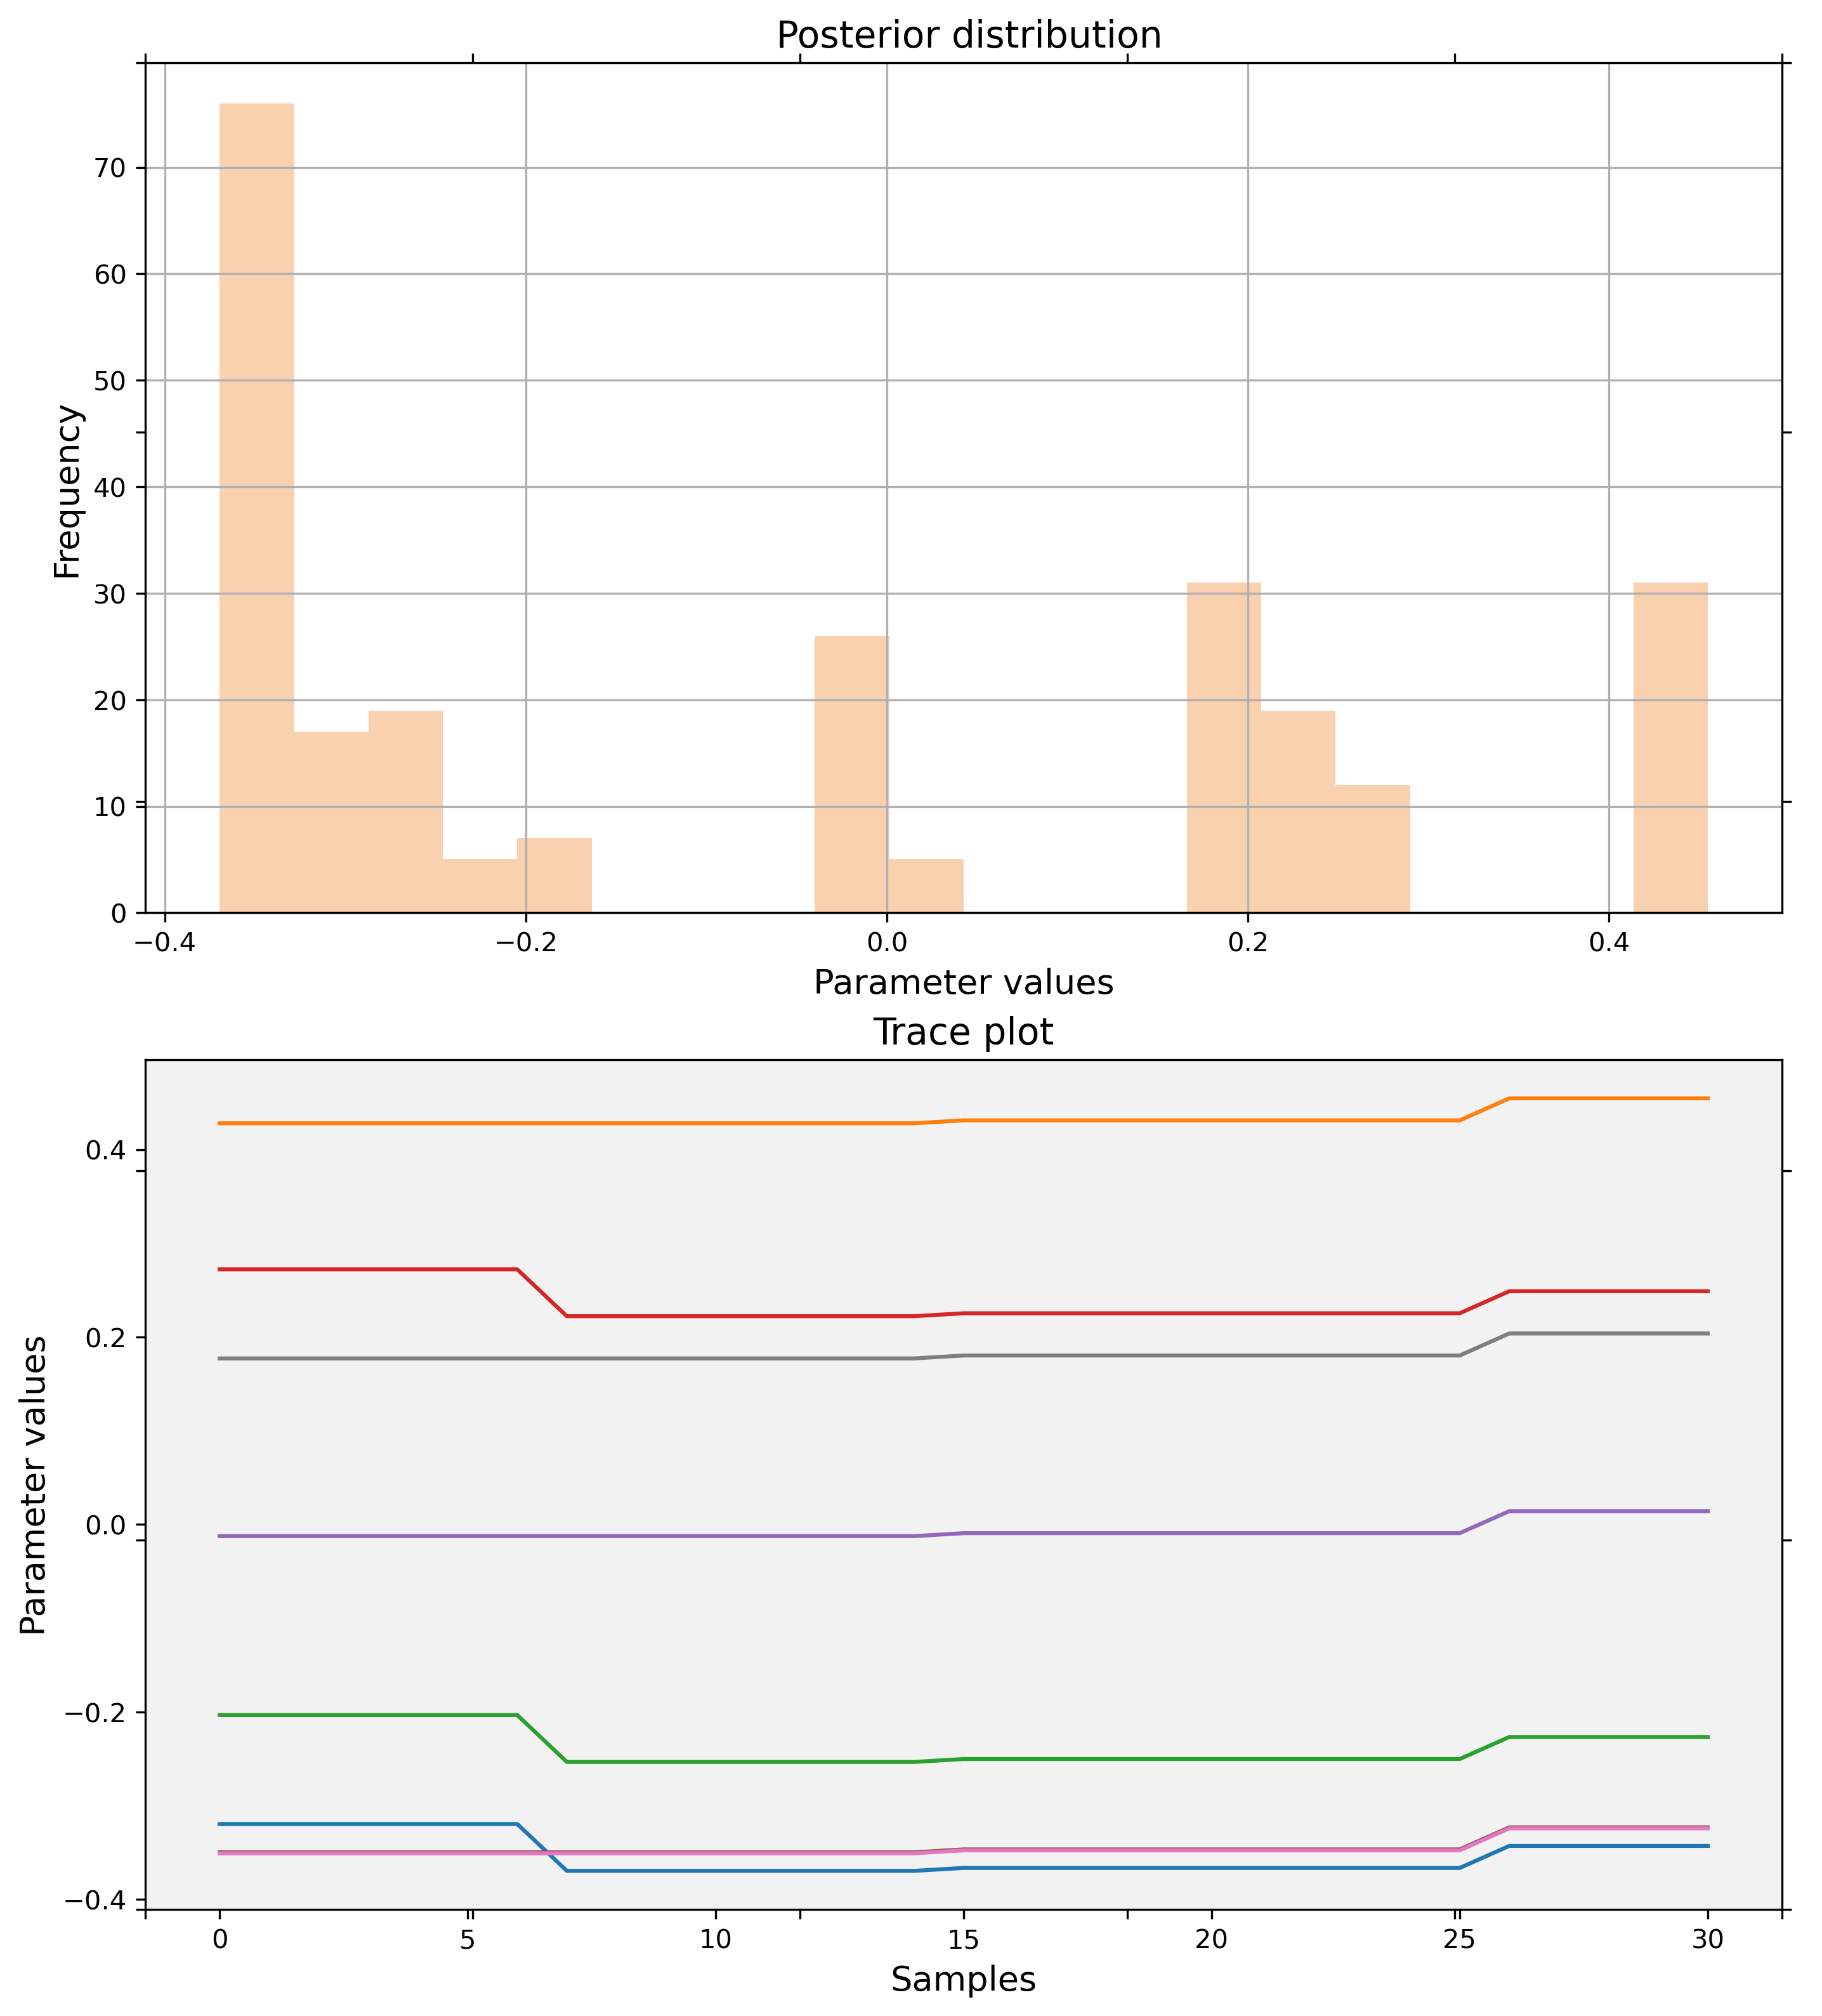 Posterior distribution
Frequency
70
60
50
40
30
20
10
0
−0.4 −0.2 0.0 0.2 0.4
Parameter values
Trace plot
Parameter values
0.4
0.2
0.0
−0.2
−0.4
0 5 10 15 20 25 30
Samples